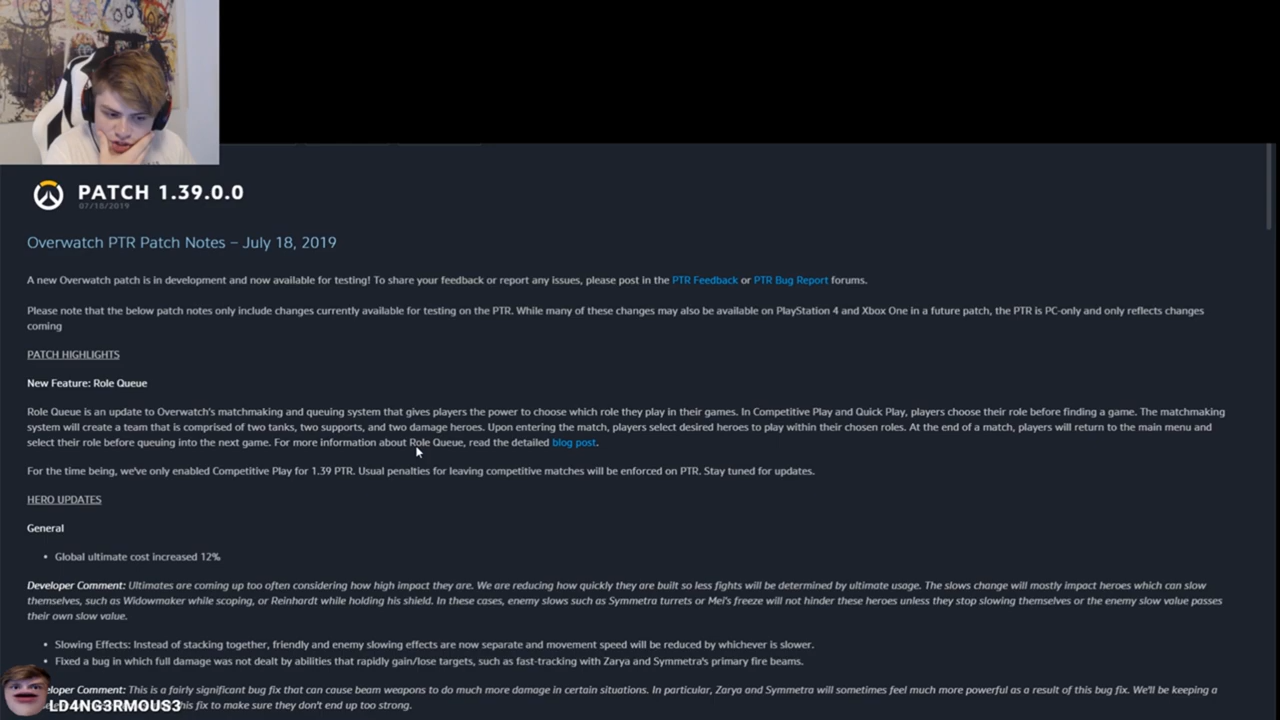 PATCH 1.39.0.0
07/18/2019
Overwatch PTR Patch Notes – July 18, 2019
A new Overwatch patch is in development and now available for testing! To share your feedback or report any issues, please post in the PTR Feedback or PTR Bug Report forums.
Please note that the below patch notes only include changes currently available for testing on the PTR. While many of these changes may also be available on PlayStation 4 and Xbox One in a future patch, the PTR is PC-only and only reflects changes
coming
PATCH HIGHLIGHTS
New Feature: Role Queue
Role Queue is an update to Overwatch's matchmaking and queuing system that gives players the power to choose which role they play in their games. In Competitive Play and Quick Play, players choose their role before finding a game. The matchmaking
system will create a team that is comprised of two tanks, two supports, and two damage heroes. Upon entering the match, players select desired heroes to play within their chosen roles. At the end of a match, players will return to the main menu and
select their role before queuing into the next game. For more information about Role Queue, read the detailed blog post.
For the time being, we've only enabled Competitive Play for 1.39 PTR. Usual penalties for leaving competitive matches will be enforced on PTR. Stay tuned for updates.
HERO UPDATES
General
• Global ultimate cost increased 12%
Developer Comment: Ultimates are coming up too often considering how high impact they are. We are reducing how quickly they are built so less fights will be determined by ultimate usage. The slows change will mostly impact heroes which can slow
themselves, such as Widowmaker while scoping, or Reinhardt while holding his shield. In these cases, enemy slows such as Symmetra turrets or Mei's freeze will not hinder these heroes unless they stop slowing themselves or the enemy slow value passes
their own slow value.
• Slowing Effects: Instead of stacking together, friendly and enemy slowing effects are now separate and movement speed will be reduced by whichever is slower.
• Fixed a bug in which full damage was not dealt by abilities that rapidly gain/lose targets, such as fast-tracking with Zarya and Symmetra's primary fire beams.
eloper Comment: This is a fairly significant bug fix that can cause beam weapons to do much more damage in certain situations. In particular, Zarya and Symmetra will sometimes feel much more powerful as a result of this bug fix. We'll be keeping a
LD4NG3RMOUS3 his fix to make sure they don't end up too strong.